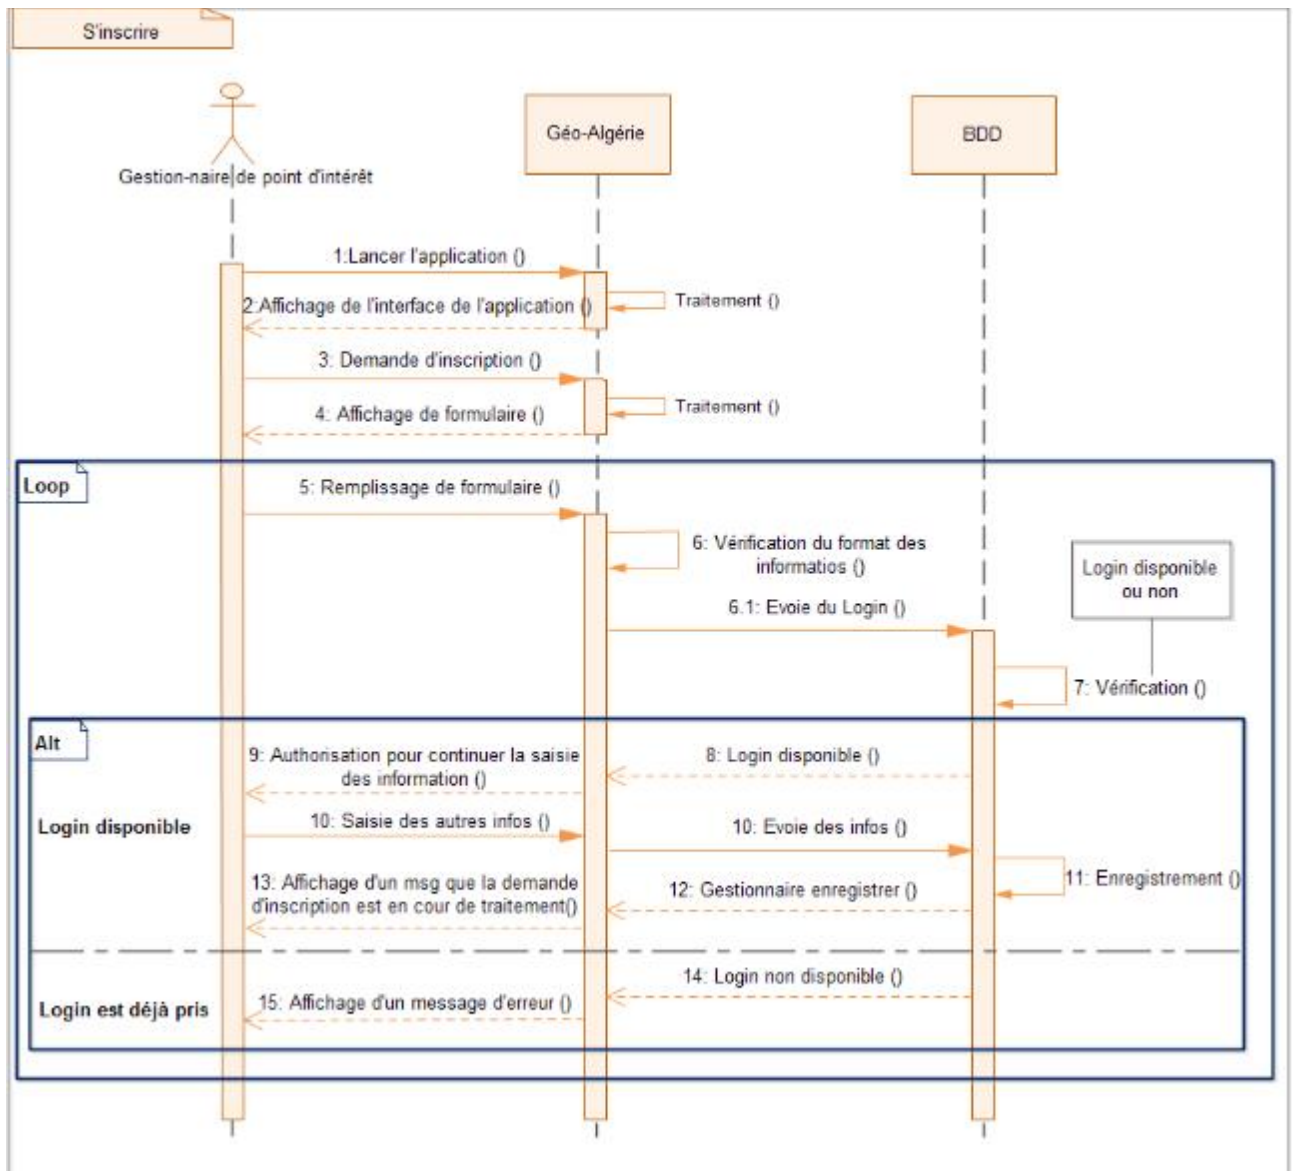 S'inscrire
Géo-Algérie
BDD
Gestion-naire de point d'intérêt
1:Lancer l'application ()
Traitement ()
2:Affichage de l'interface de l'application ()
3: Demande d'inscription ()
Traitement ()
4: Affichage de formulaire ()
Loop
5: Remplissage de formulaire ()
6: Vérification du format des
informatios ()
Login disponible
ou non
6.1: Evoie du Login ()
7: Vérification ()
Alt
9: Authorisation pour continuer la saisie
des information ()
8: Login disponible ()
Login disponible
10: Saisie des autres infos ()
10: Evoie des infos ()
11: Enregistrement ()
13: Affichage d'un msg que la demande
d'inscription est en cour de traitement()
12: Gestionnaire enregistrer ()
14: Login non disponible ()
Login est déjà pris
15: Affichage d'un message d'erreur ()